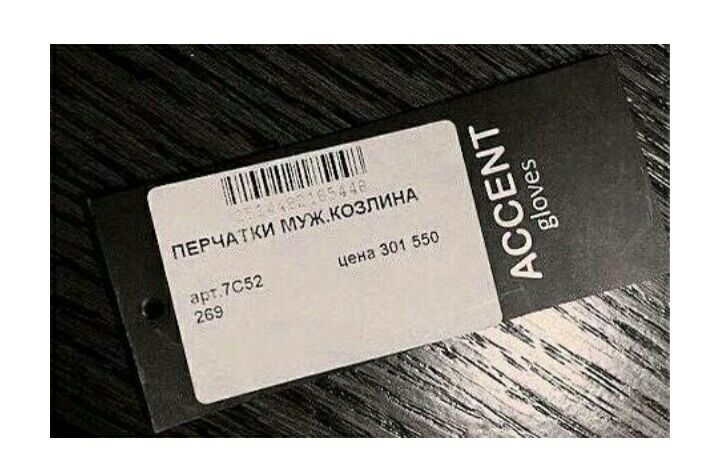 ПЕРЧАТКИ МУЖ.КОЗЛИНА
цена 301 550
арт.7С52
269
ACCENT
gloves